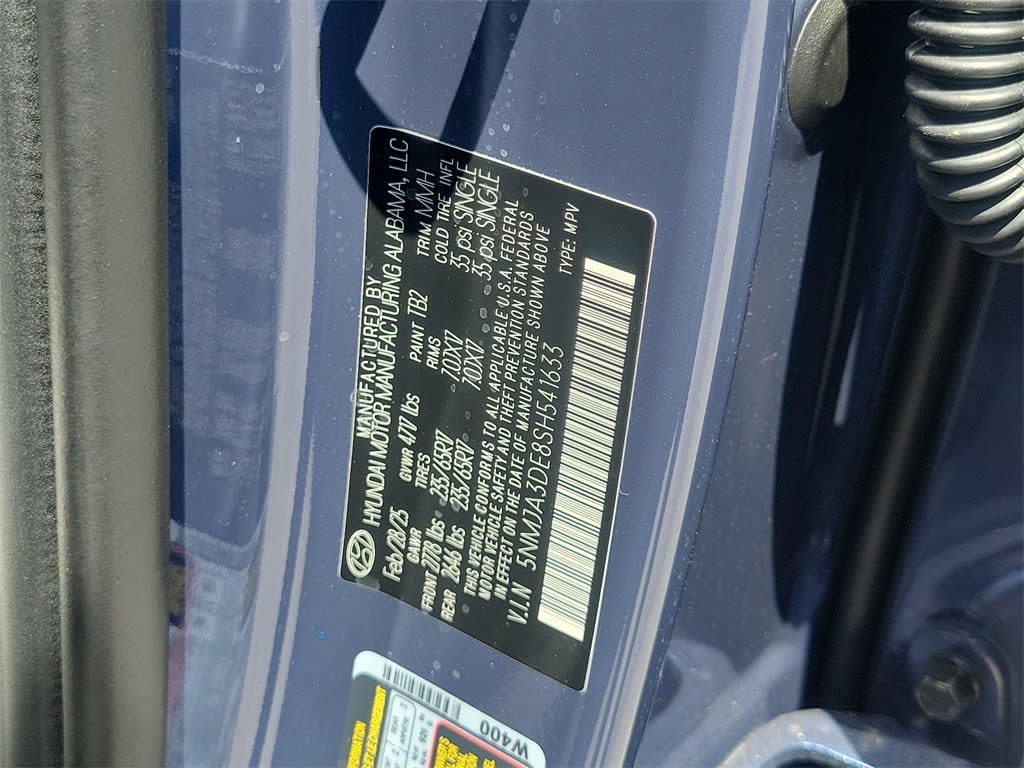 MANUFACTURED BY
HYUNDAI MOTOR MANUFACTURING ALABAMA, LLC
Feb/28/25 GVWR 4717 lbs PAINT TB2 TRIM MMH
GAWR TIRES RIMS COLD TIRE INFL
FRONT 2778 lbs 235/65R17 7.0JX17 35 psi SINGLE
REAR 2646 lbs 235/65R17 7.0JX17 35 psi SINGLE
THIS VEHICLE CONFORMS TO ALL APPLICABLE U.S.A. FEDERAL
MOTOR VEHICLE SAFETY AND THEFT PREVENTION STANDARDS
IN EFFECT ON THE DATE OF MANUFACTURE SHOWN ABOVE
V.I.N 5NMJA3DE8SH541633 TYPE: MPV
INFORMATION
W400